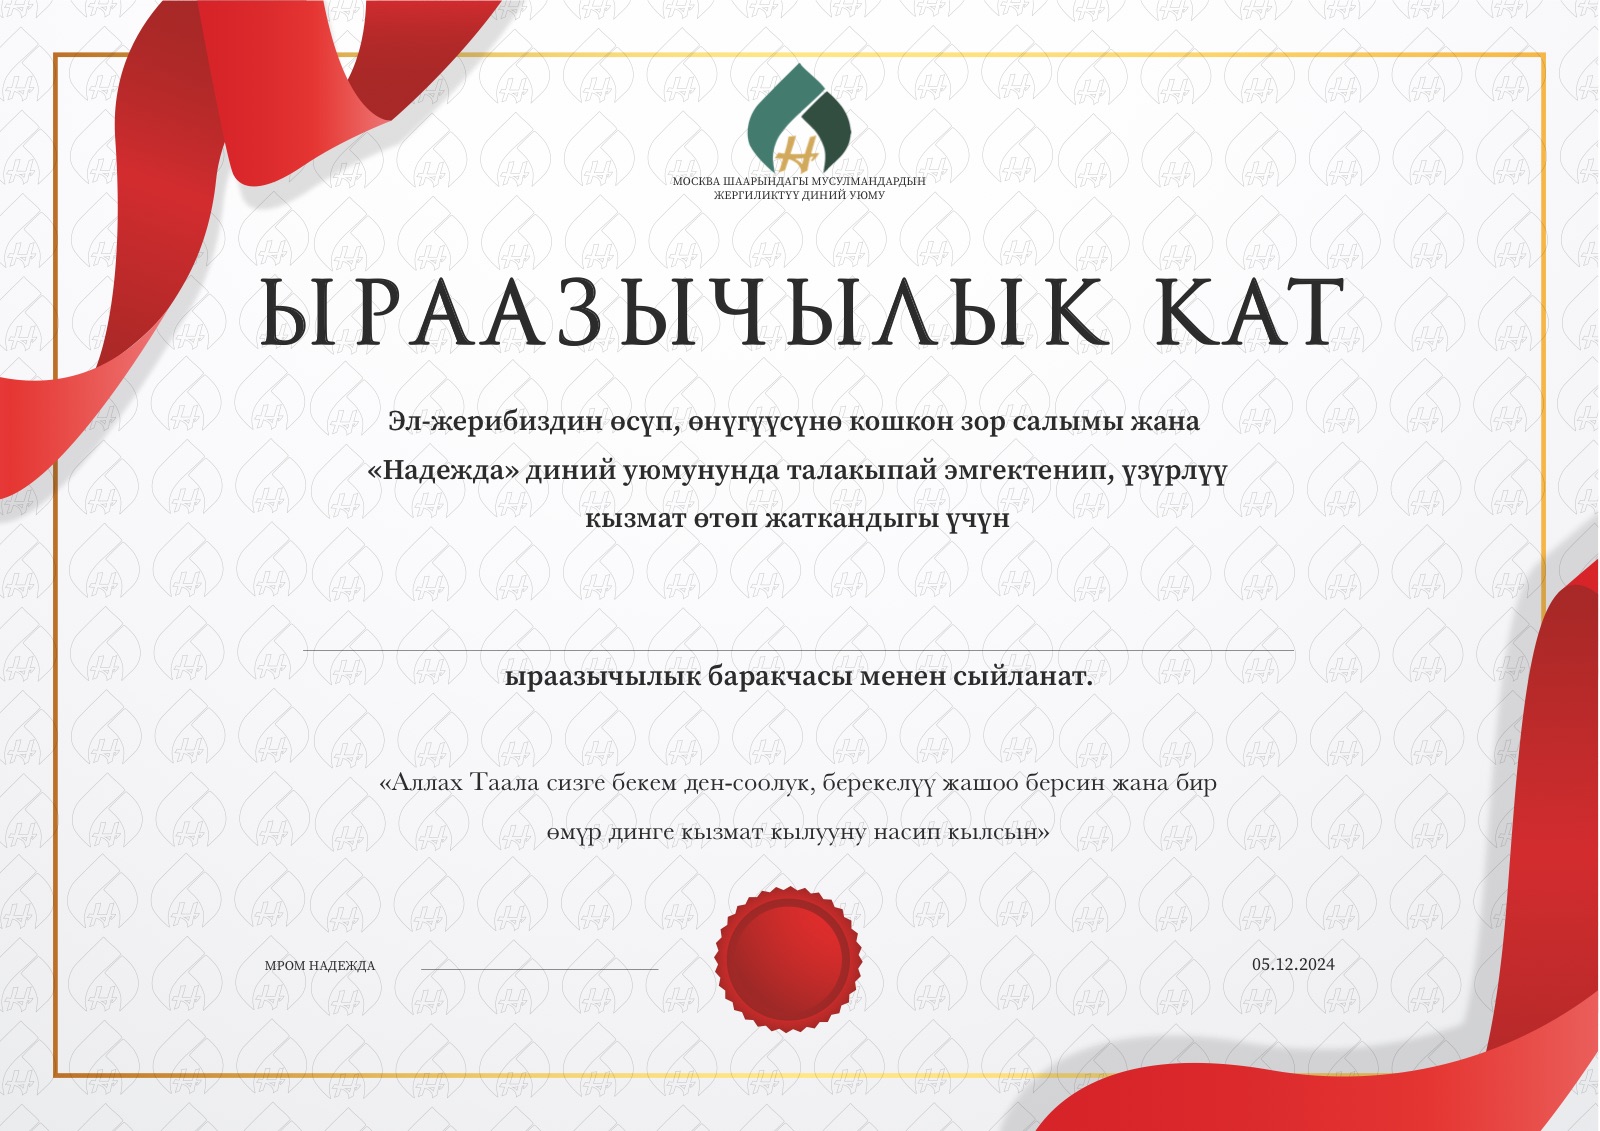 МОСКВА ШААРЫНДАГЫ МУСУЛМАНДАРДЫН
ЖЕРГИЛИКТҮҮ ДИНИЙ УЮМУ
ЫРААЗЫЧЫЛЫК КАТ
Эл-жерибиздин өсүп, өнүгүүсүнө кошкон зор салымы жана
«Надежда» диний уюмунунда талакыпай эмгектенип, үзүрлүү
кызмат өтөп жаткандыгы үчүн
ыраазычылык баракчасы менен сыйланат.
«Аллах Таала сизге бекем ден-соолук, берекелүү жашоо берсин жана бир
өмүр динге кызмат кылууну насип кылсын»
МРОМ НАДЕЖДА
05.12.2024